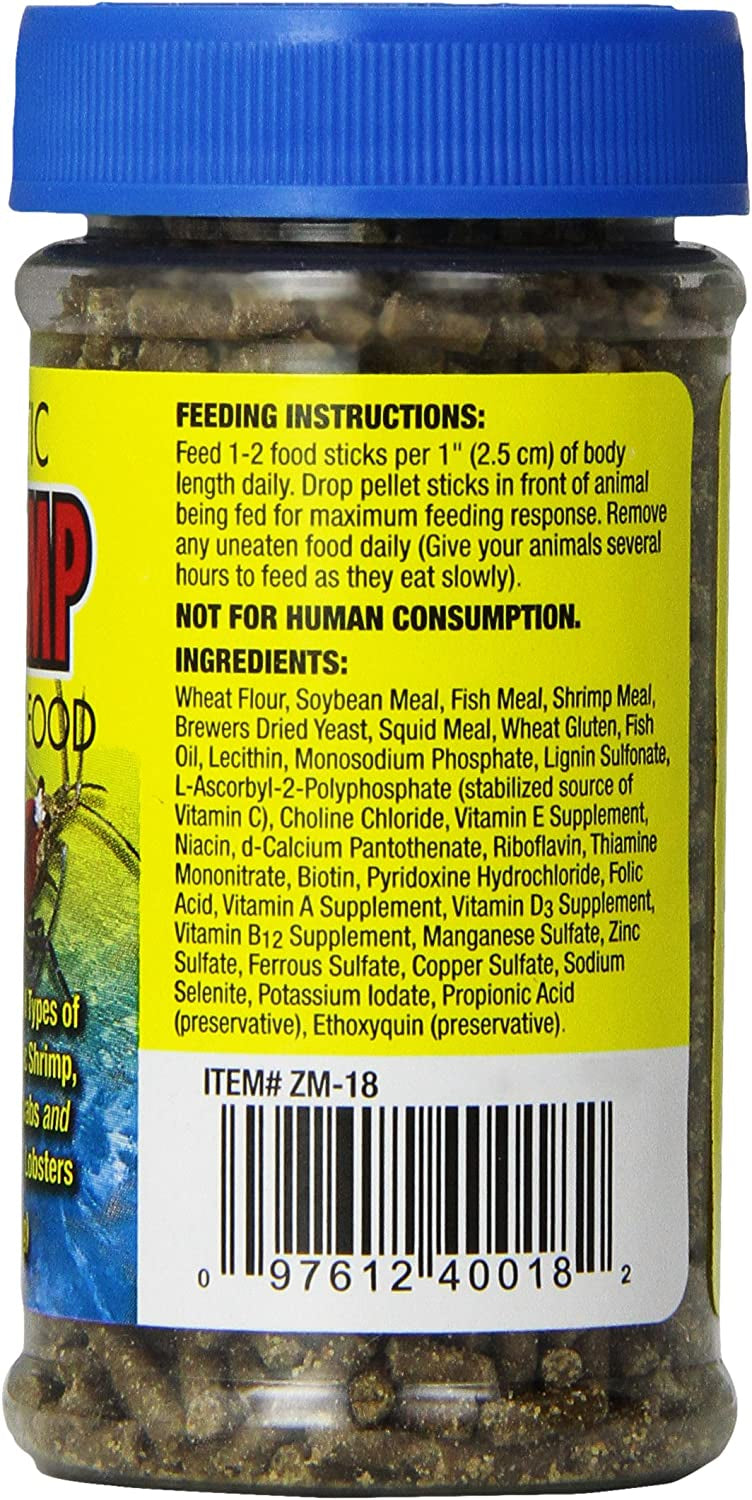 FEEDING INSTRUCTIONS:
Feed 1-2 food sticks per 1" (2.5 cm) of body
length daily. Drop pellet sticks in front of animal
being fed for maximum feeding response. Remove
any uneaten food daily (Give your animals several
hours to feed as they eat slowly).
NOT FOR HUMAN CONSUMPTION.
INGREDIENTS:
Wheat Flour, Soybean Meal, Fish Meal, Shrimp Meal,
Brewers Dried Yeast, Squid Meal, Wheat Gluten, Fish
Oil, Lecithin, Monosodium Phosphate, Lignin Sulfonate,
L-Ascorbyl-2-Polyphosphate (stabilized source of
Vitamin C), Choline Chloride, Vitamin E Supplement,
Niacin, d-Calcium Pantothenate, Riboflavin, Thiamine
Mononitrate, Biotin, Pyridoxine Hydrochloride, Folic
Acid, Vitamin A Supplement, Vitamin D3 Supplement,
Vitamin B12 Supplement, Manganese Sulfate, Zinc
Sulfate, Ferrous Sulfate, Copper Sulfate, Sodium
Selenite, Potassium Iodate, Propionic Acid
(preservative), Ethoxyquin (preservative).
ITEM# ZM-18
0 97612 40018 2
FOOD
Types of
Shrimp,
and
Lobsters